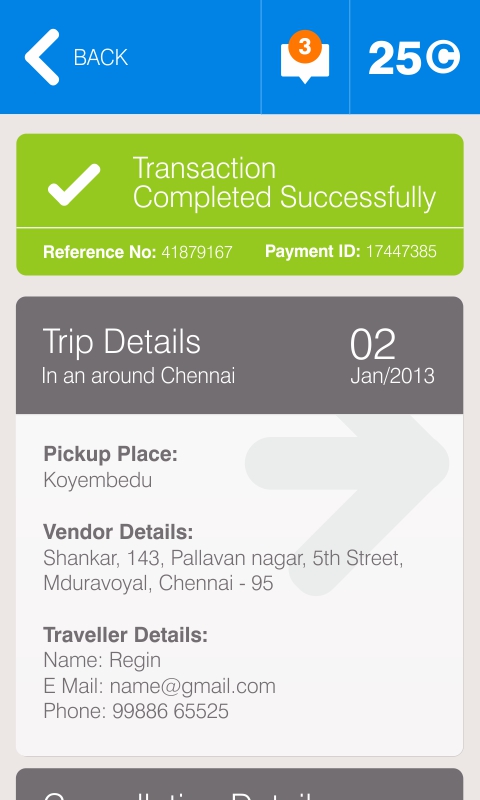 BACK
3
25©
Transaction
Completed Successfully
Reference No: 41879167 Payment ID: 17447385
Trip Details
In an around Chennai
02
Jan/2013
Pickup Place:
Koyembedu
Vendor Details:
Shankar, 143, Pallavan nagar, 5th Street,
Mduravoyal, Chennai - 95
Traveller Details:
Name: Regin
E Mail: name@gmail.com
Phone: 99886 65525